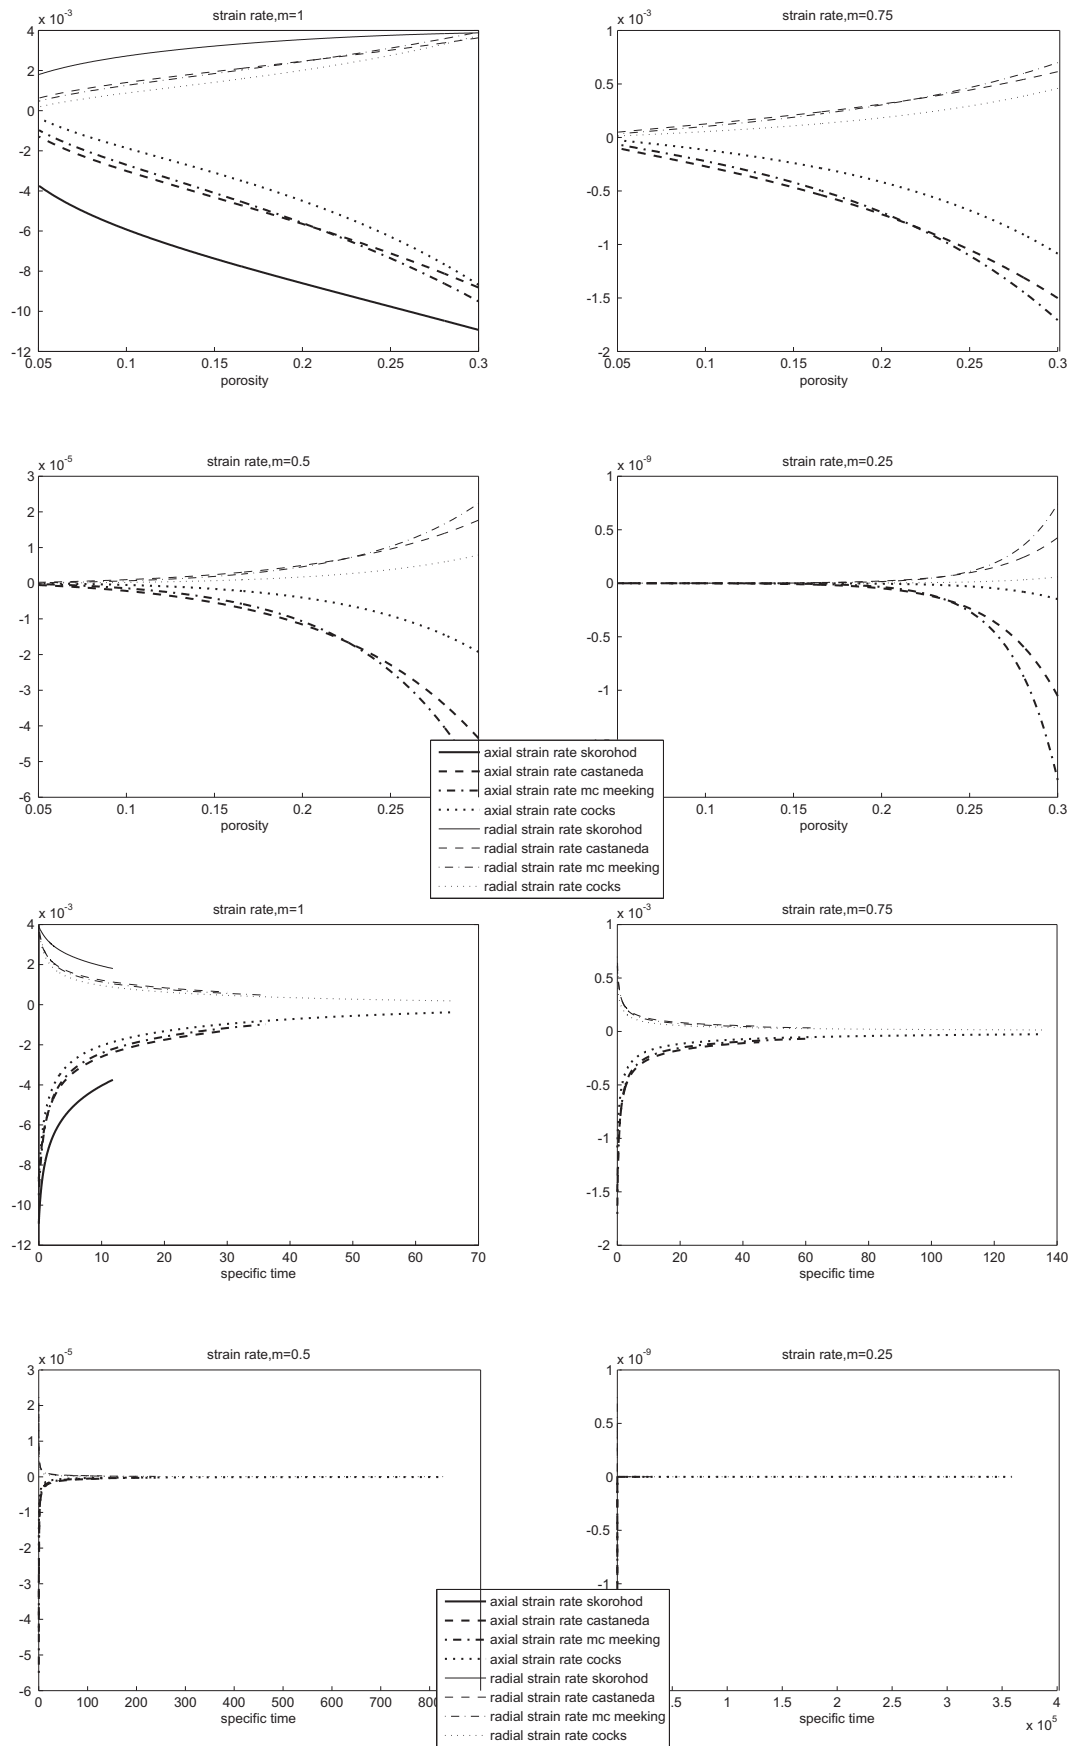 strain rate,m=1
x 10-3
4
2
0
-2
-4
-6
-8
-10
-12
0.05 0.1 0.15 0.2 0.25 0.3
porosity
strain rate,m=0.75
x 10-3
1
0.5
0
-0.5
-1
-1.5
-2
0.05 0.1 0.15 0.2 0.25 0.3
porosity
strain rate,m=0.5
x 10-5
3
2
1
0
-1
-2
-3
-4
-5
-6
0.05 0.1 0.15 0.2 0.25
porosity
strain rate,m=0.25
x 10-9
1
0.5
0
-0.5
-1
0.1 0.15 0.2 0.25 0.3
porosity
axial strain rate skorohod
axial strain rate castaneda
axial strain rate mc meeking
axial strain rate cocks
radial strain rate skorohod
radial strain rate castaneda
radial strain rate mc meeking
radial strain rate cocks
strain rate,m=1
x 10-3
4
2
0
-2
-4
-6
-8
-10
-12
0 10 20 30 40 50 60 70
specific time
strain rate,m=0.75
x 10-3
1
0.5
0
-0.5
-1
-1.5
-2
0 20 40 60 80 100 120 140
specific time
strain rate,m=0.5
x 10-5
3
2
1
0
-1
-2
-3
-4
-5
-6
0 100 200 300 400 500 600 700
specific time
strain rate,m=0.25
x 10-9
1
0.5
0
-0.5
-1
1 1.5 2 2.5 3 3.5 4
specific time
x 105
axial strain rate skorohod
axial strain rate castaneda
axial strain rate mc meeking
axial strain rate cocks
radial strain rate skorohod
radial strain rate castaneda
radial strain rate mc meeking
radial strain rate cocks